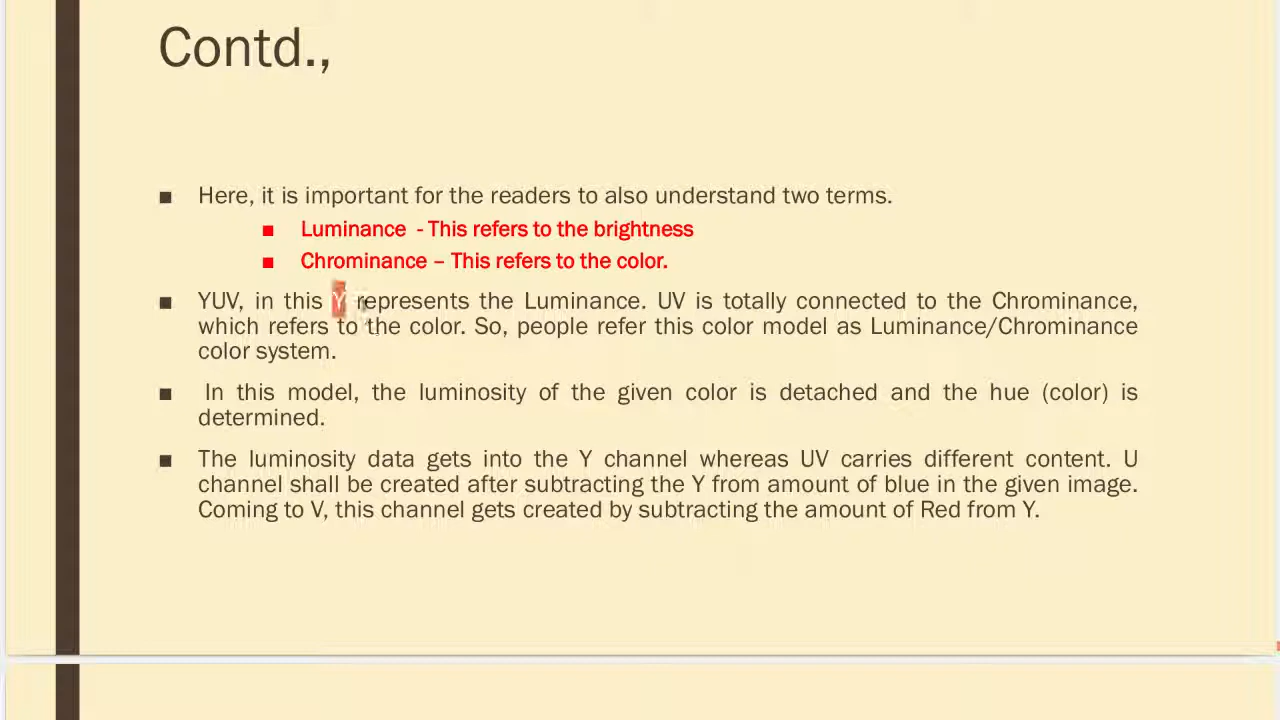 Contd.,
■ Here, it is important for the readers to also understand two terms.
■ Luminance - This refers to the brightness
■ Chrominance – This refers to the color.
■ YUV, in this Y represents the Luminance. UV is totally connected to the Chrominance,
which refers to the color. So, people refer this color model as Luminance/Chrominance
color system.
■ In this model, the luminosity of the given color is detached and the hue (color) is
determined.
■ The luminosity data gets into the Y channel whereas UV carries different content. U
channel shall be created after subtracting the Y from amount of blue in the given image.
Coming to V, this channel gets created by subtracting the amount of Red from Y.